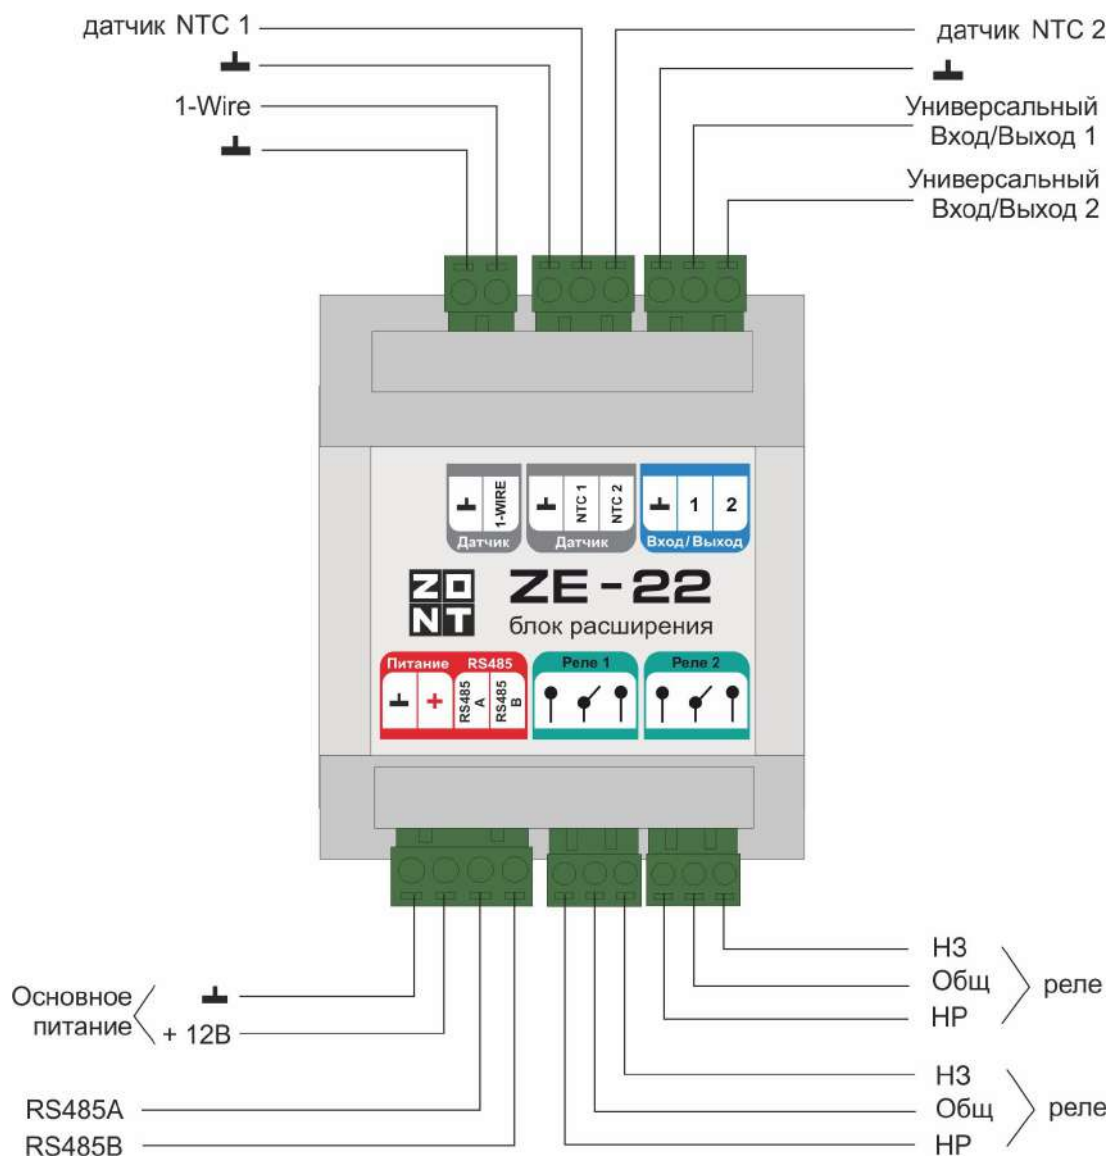 датчик NTC 1
1-Wire
датчик NTC 2
Универсальный
Вход/Выход 1
Универсальный
Вход/Выход 2
1-WIRE
Датчик
NTC 1
NTC 2
Датчик
1
2
Вход/Выход
ZONT
ZE-22
блок расширения
Питание
RS485
+
RS485
A
RS485
B
Реле 1
Реле 2
Основное
питание
+ 12В
RS485A
RS485B
НЗ
Общ
НР
реле
НЗ
Общ
НР
реле